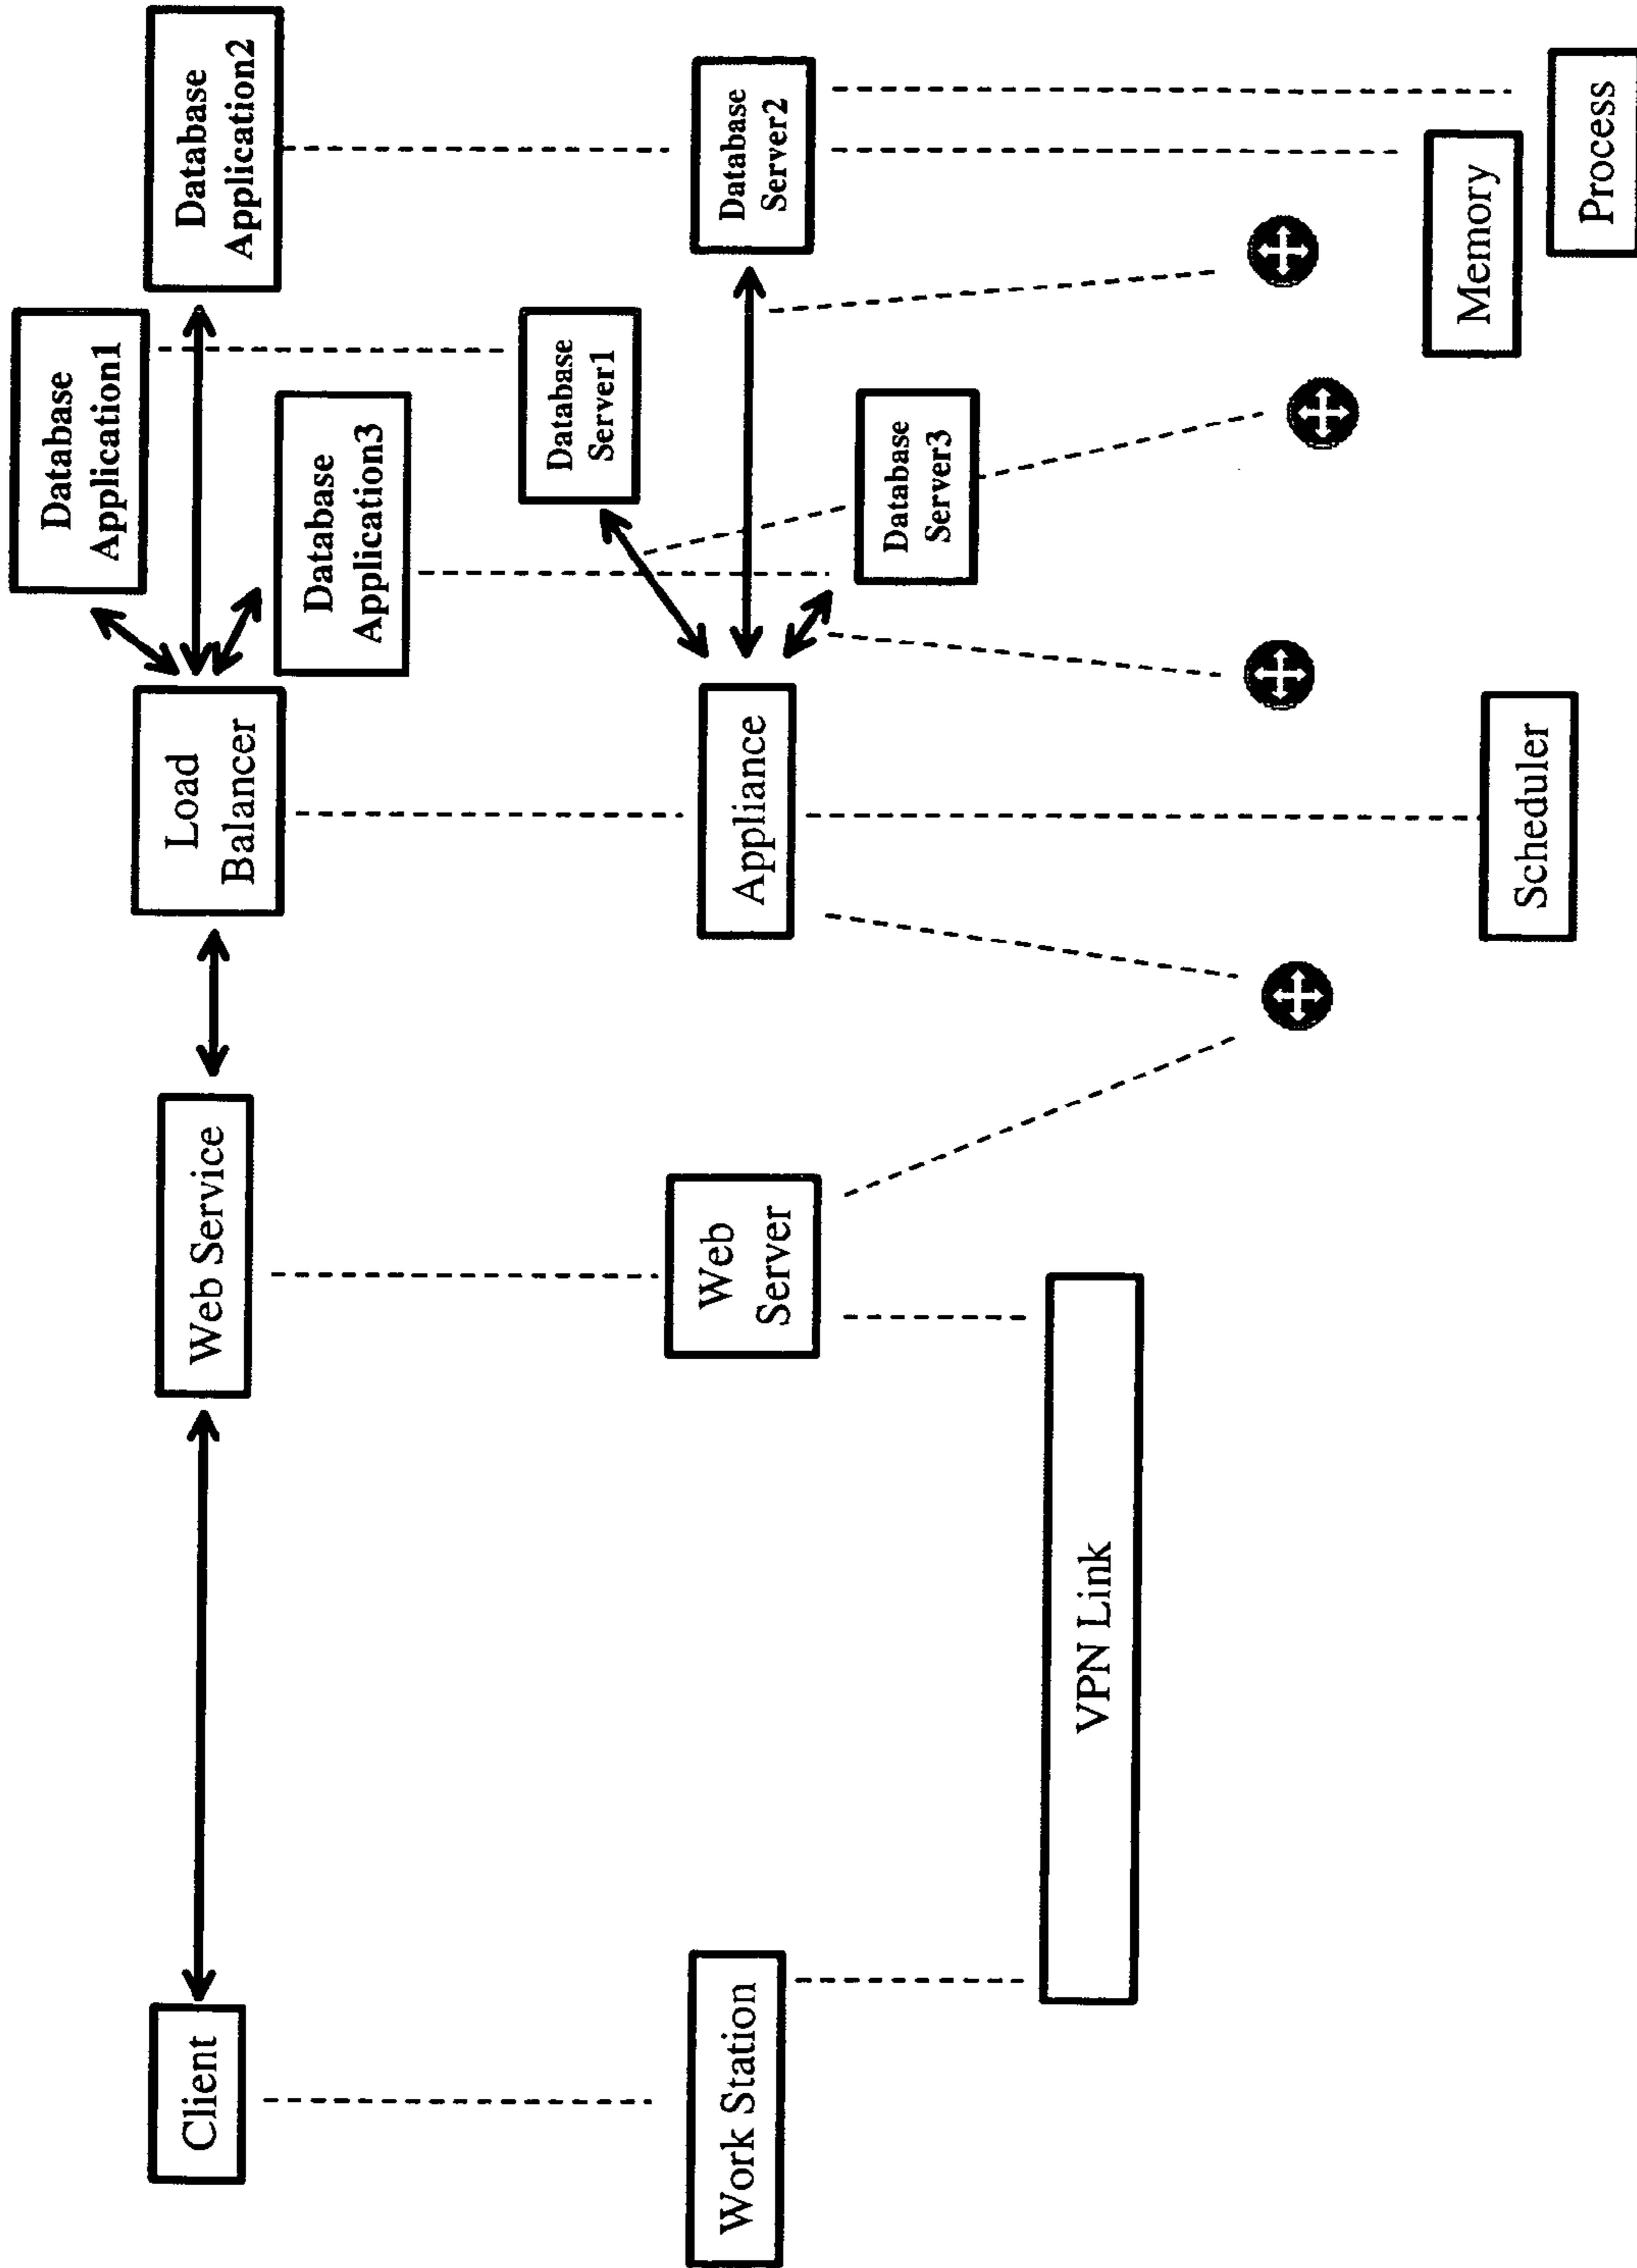 Client
Web Service
Load
Balancer
Database
Application1
Database
Application2
Database
Application3
Work Station
Web
Server
Appliance
Database
Server1
Database
Server2
Database
Server3
VPN Link
Scheduler
Memory
Process